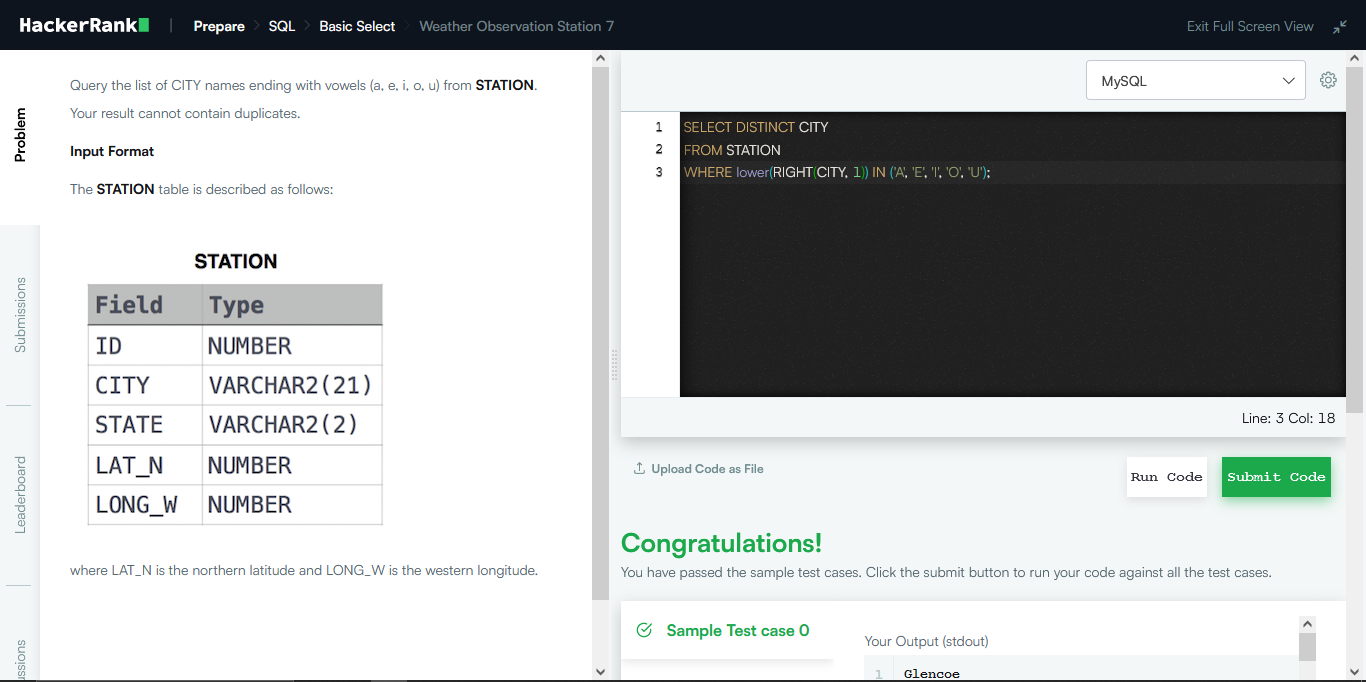 HackerRank | Prepare > SQL > Basic Select > Weather Observation Station 7 Exit Full Screen View
Problem
Submissions
Leaderboard
Query the list of CITY names ending with vowels (a, e, i, o, u) from STATION.
Your result cannot contain duplicates.
Input Format
The STATION table is described as follows:
STATION
Field Type
ID NUMBER
CITY VARCHAR2(21)
STATE VARCHAR2(2)
LAT_N NUMBER
LONG_W NUMBER
where LAT_N is the northern latitude and LONG_W is the western longitude.
MySQL
1 SELECT DISTINCT CITY
2 FROM STATION
3 WHERE lower(RIGHT(CITY, 1)) IN ('A', 'E', 'I', 'O', 'U');
Line: 3 Col: 18
Upload Code as File
Run Code
Submit Code
Congratulations!
You have passed the sample test cases. Click the submit button to run your code against all the test cases.
Sample Test case 0
Your Output (stdout)
1 Glencoe